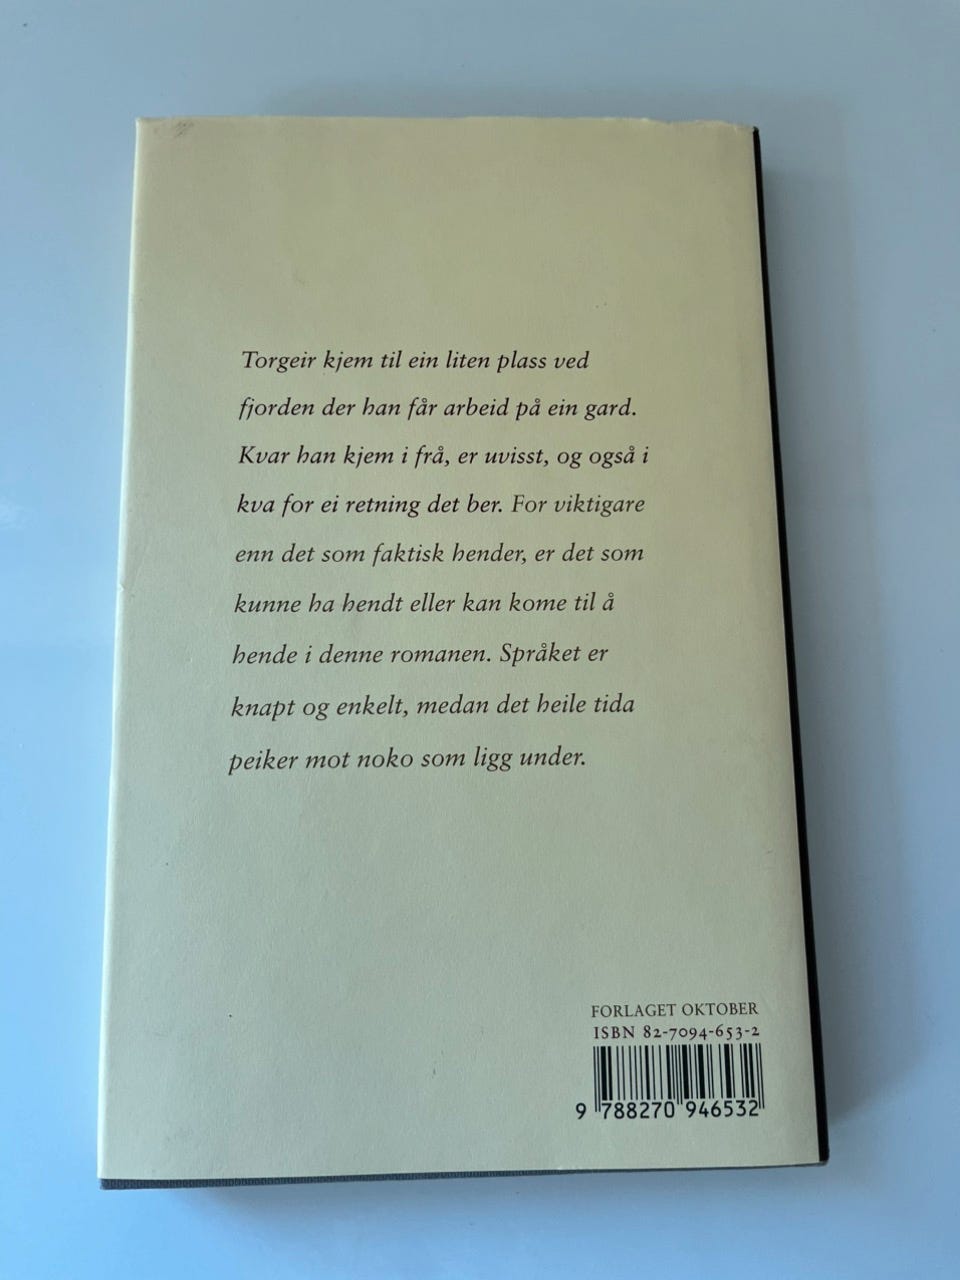 Torgeir kjem til ein liten plass ved
fjorden der han får arbeid på ein gard.
Kvar han kjem i frå, er uvisst, og også i
kva for ei retning det ber. For viktigare
enn det som faktisk hender, er det som
kunne ha hendt eller kan kome til å
hende i denne romanen. Språket er
knapt og enkelt, medan det heile tida
peiker mot noko som ligg under.
FORLAGET OKTOBER
ISBN 82-7094-653-2
9 788270 946532